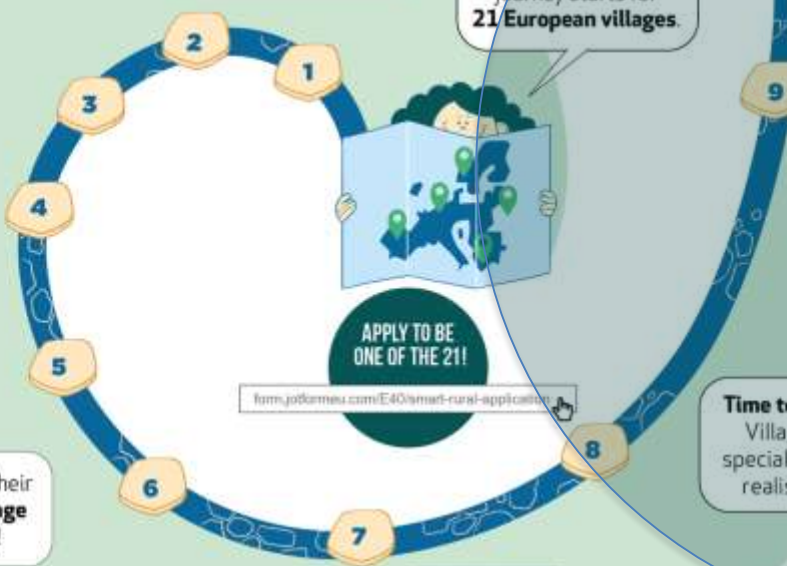 21 European villages.
2
1
3
9
4
APPLY TO BE
ONE OF THE 21!
form.jotformeu.com/E40/smart-rural-application
5
Time t
Villa
special
realis
8
heir
ge
6
7